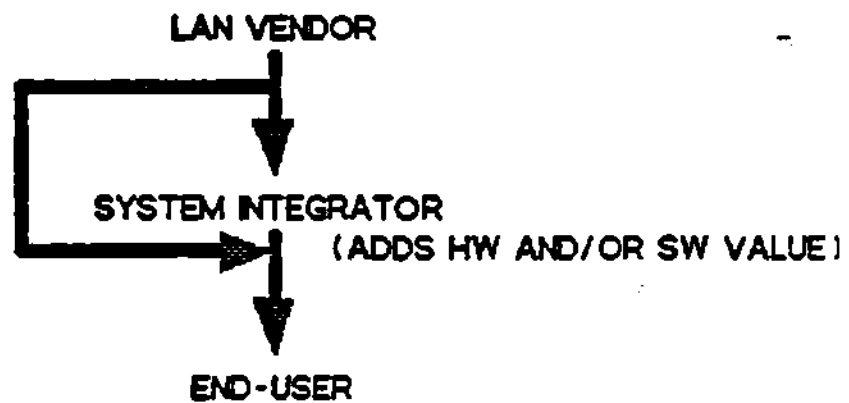 LAN VENDOR
SYSTEM INTEGRATOR
(ADDS HW AND/OR SW VALUE)
END-USER